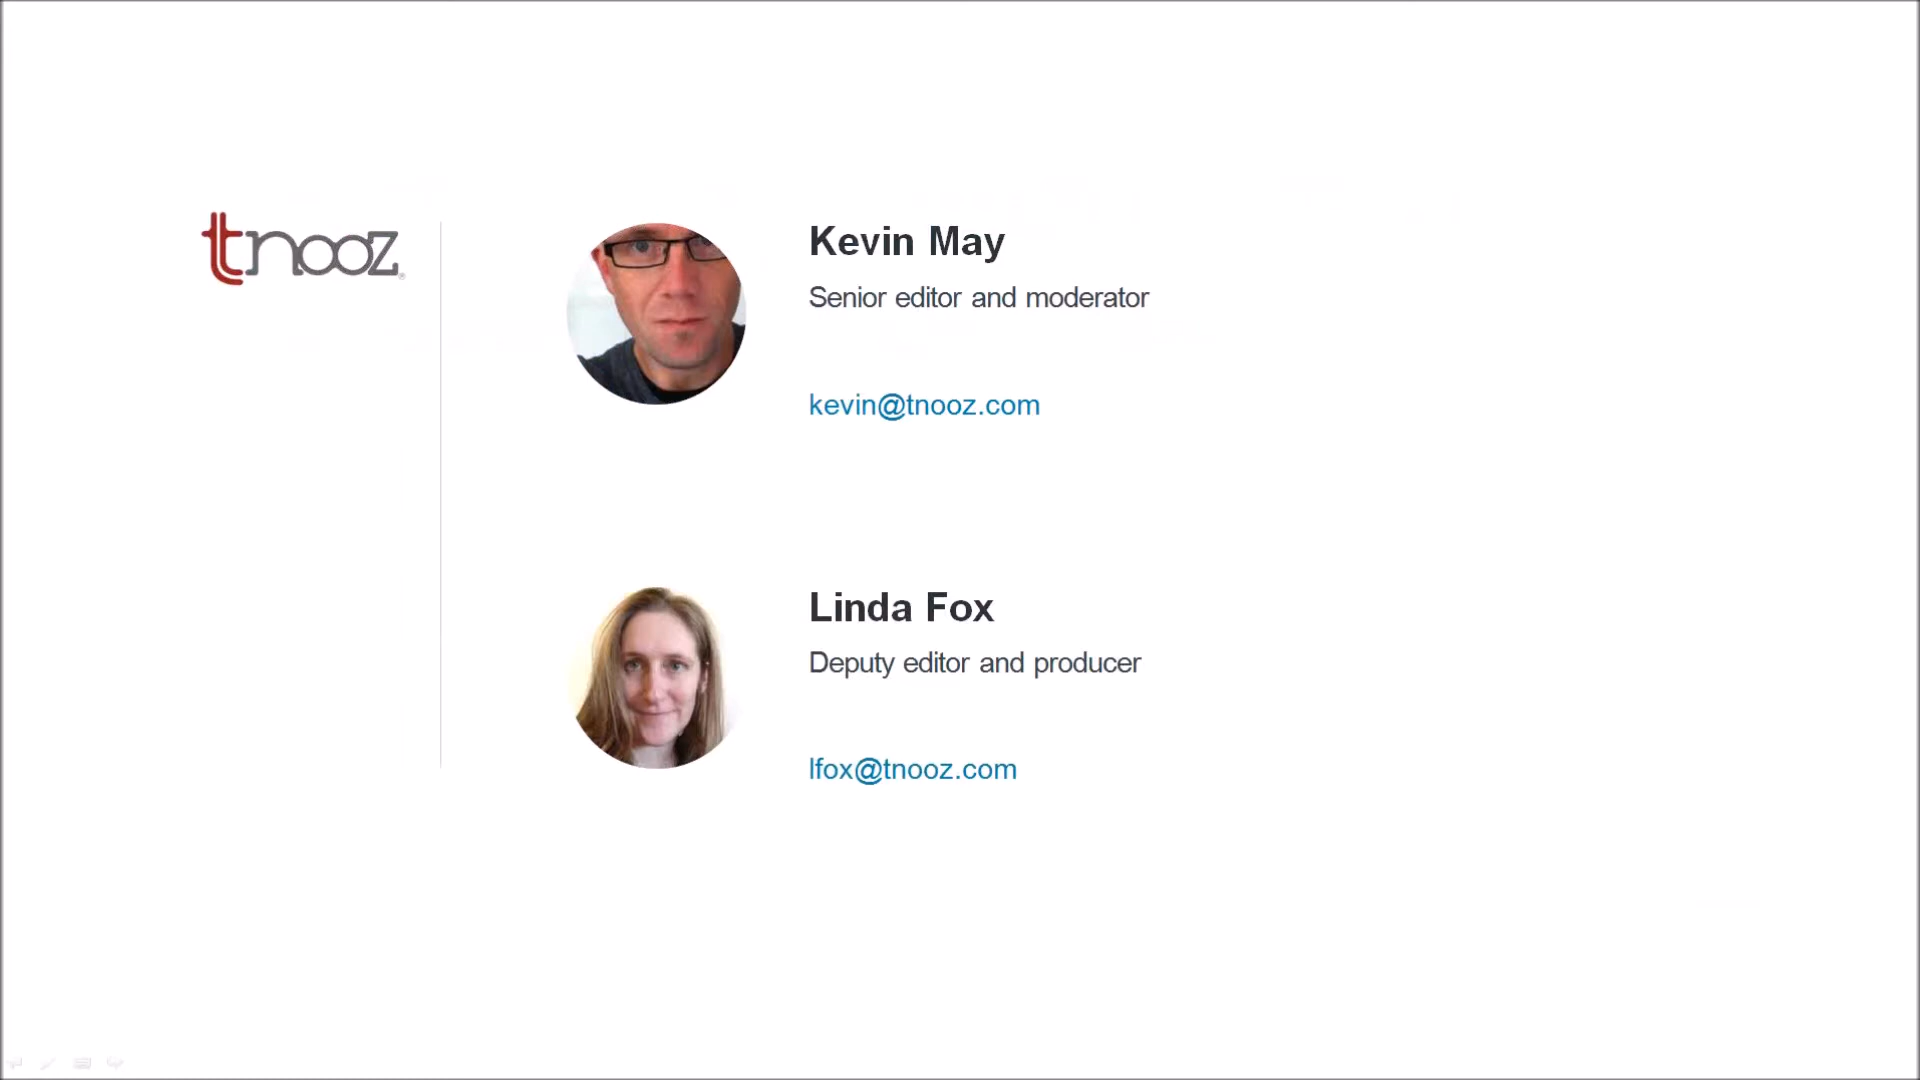 tnooz
Kevin May
Senior editor and moderator
kevin@tnooz.com
Linda Fox
Deputy editor and producer
lfox@tnooz.com